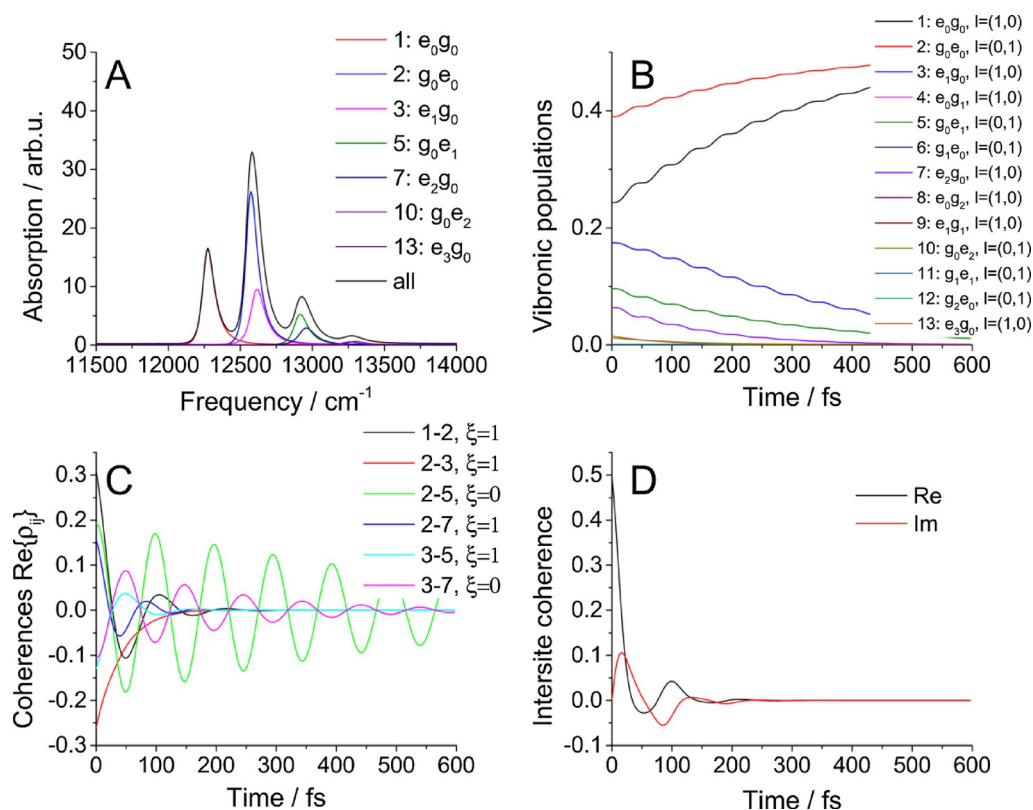 A
50
40
30
20
10
0
Absorption / arb.u.
11500 12000 12500 13000 13500 14000
Frequency / cm⁻¹
1: e₀g₀
2: g₀e₀
3: e₁g₀
5: g₀e₁
7: e₂g₀
10: g₀e₂
13: e₃g₀
all
B
0.4
0.2
0.0
Vibronic populations
0 100 200 300 400 500 600
Time / fs
1: e₀g₀, l=(1,0)
2: g₀e₀, l=(0,1)
3: e₁g₀, l=(1,0)
4: e₀g₁, l=(1,0)
5: g₀e₁, l=(0,1)
6: g₁e₀, l=(0,1)
7: e₂g₀, l=(1,0)
8: e₀g₂, l=(1,0)
9: e₁g₁, l=(1,0)
10: g₀e₂, l=(0,1)
11: g₁e₁, l=(0,1)
12: g₂e₀, l=(0,1)
13: e₃g₀, l=(1,0)
C
0.3
0.2
0.1
0.0
-0.1
-0.2
-0.3
Coherences Re{ρᵢⱼ}
0 100 200 300 400 500 600
Time / fs
1-2, ξ=1
2-3, ξ=1
2-5, ξ=0
2-7, ξ=1
3-5, ξ=1
3-7, ξ=0
D
0.5
0.4
0.3
0.2
0.1
0.0
-0.1
Intersite coherence
0 100 200 300 400 500 600
Time / fs
Re
Im